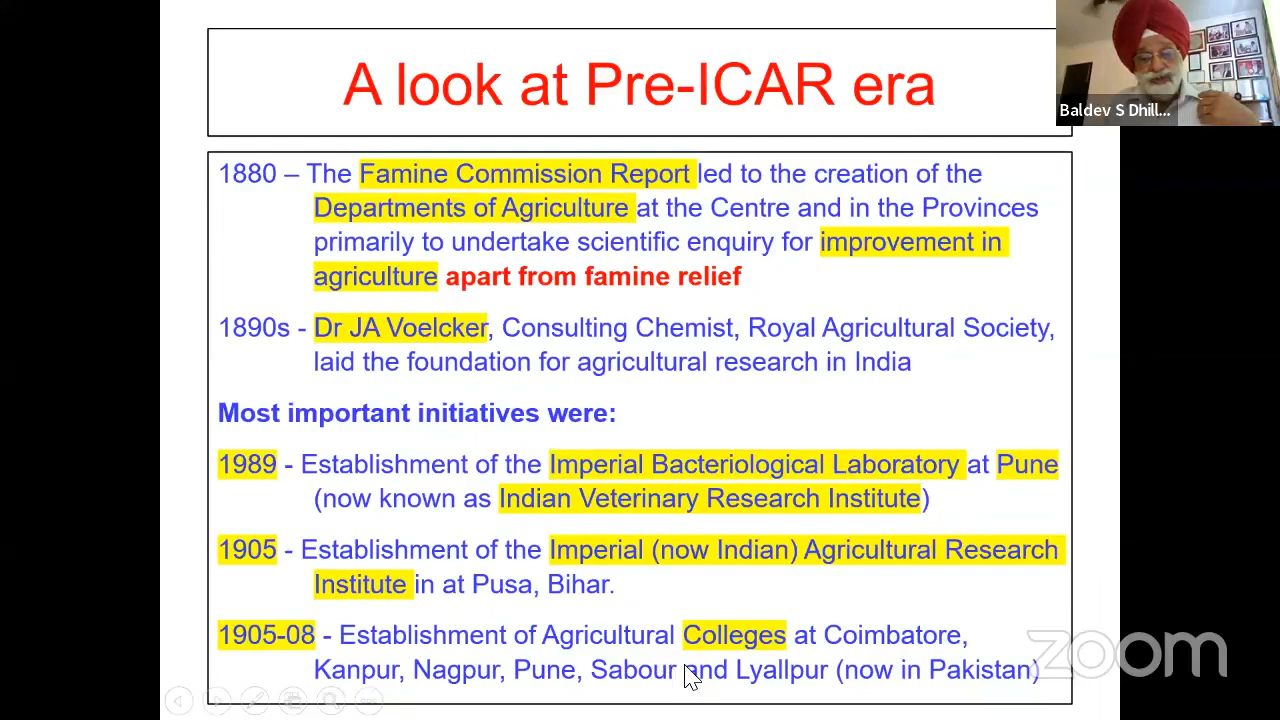 A look at Pre-ICAR era
Baldev S Dhill...
1880 – The Famine Commission Report led to the creation of the
Departments of Agriculture at the Centre and in the Provinces
primarily to undertake scientific enquiry for improvement in
agriculture apart from famine relief
1890s - Dr JA Voelcker, Consulting Chemist, Royal Agricultural Society,
laid the foundation for agricultural research in India
Most important initiatives were:
1989 - Establishment of the Imperial Bacteriological Laboratory at Pune
(now known as Indian Veterinary Research Institute)
1905 - Establishment of the Imperial (now Indian) Agricultural Research
Institute in at Pusa, Bihar.
1905-08 - Establishment of Agricultural Colleges at Coimbatore,
Kanpur, Nagpur, Pune, Sabour and Lyallpur (now in Pakistan)
zoom